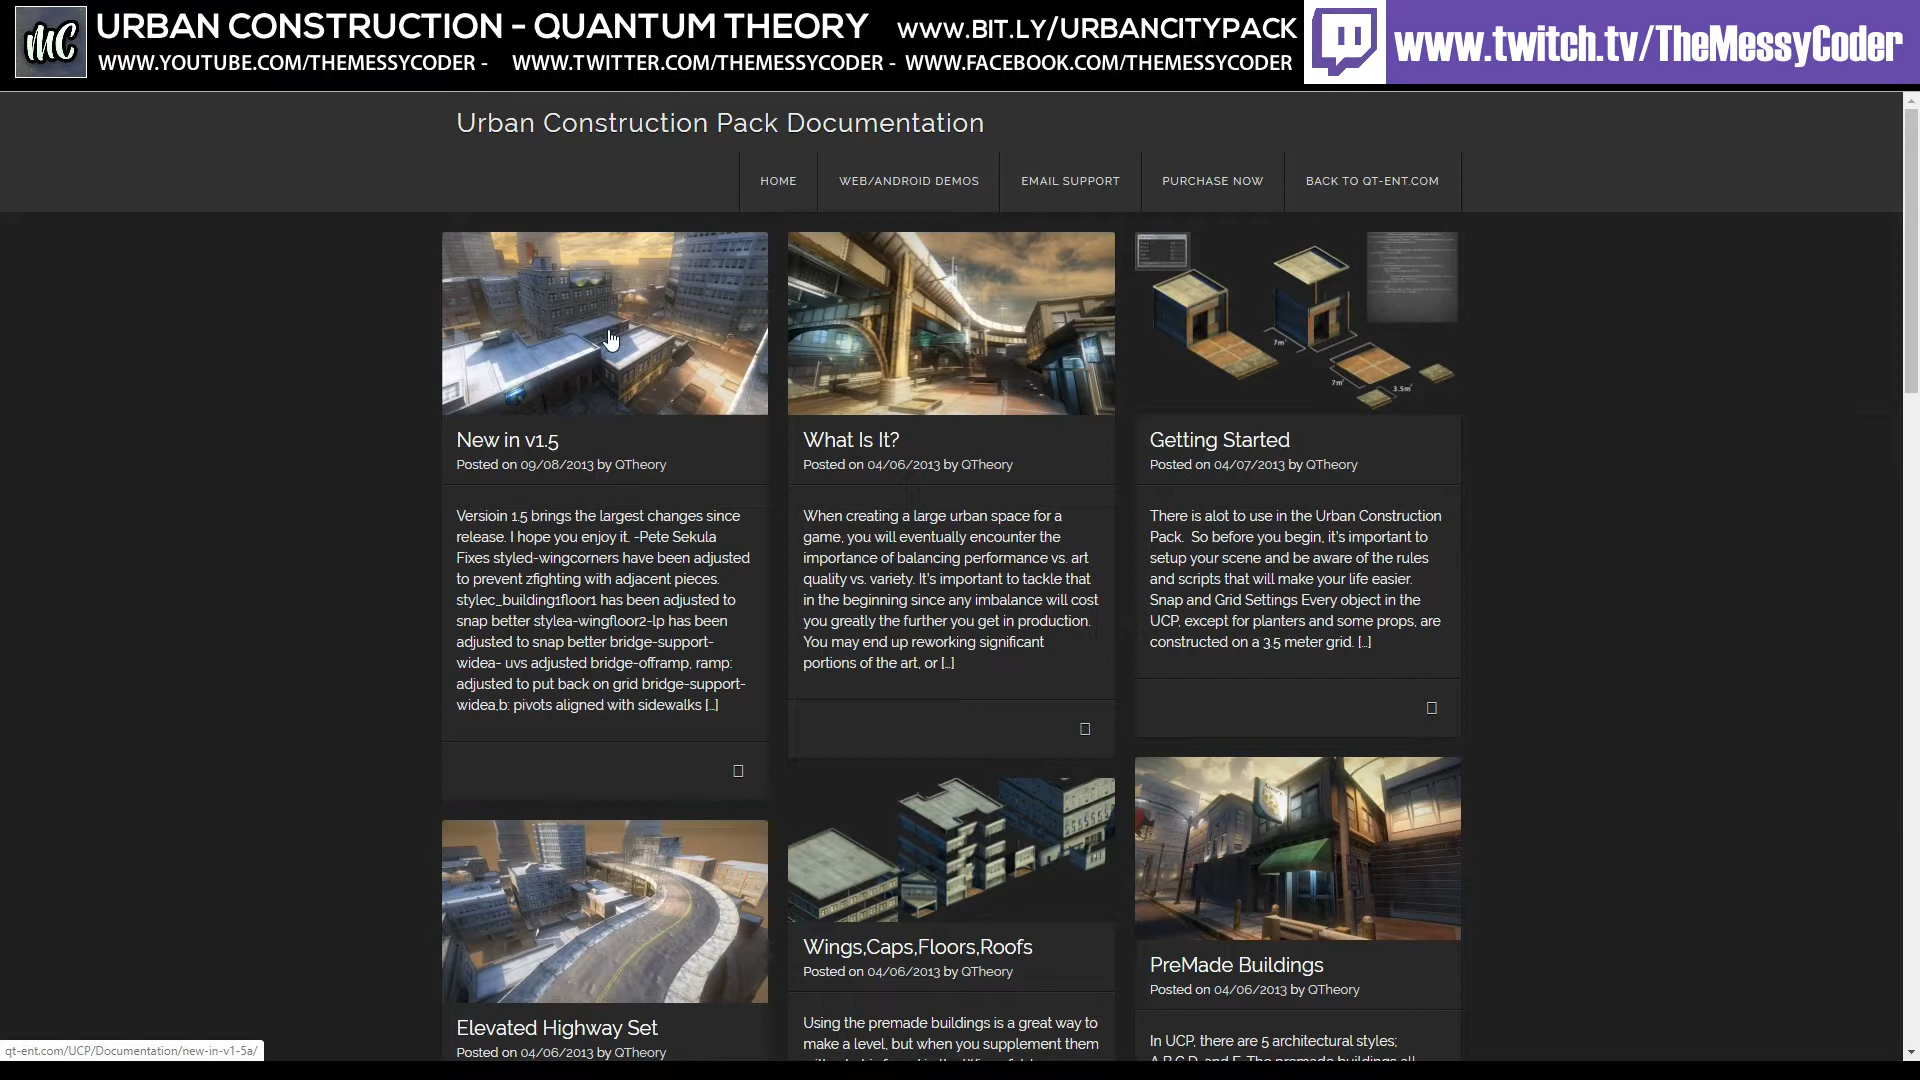 MC
URBAN CONSTRUCTION - QUANTUM THEORY
WWW.BIT.LY/URBANCITYPACK
WWW.YOUTUBE.COM/THEMESSYCODER - WWW.TWITTER.COM/THEMESSYCODER - WWW.FACEBOOK.COM/THEMESSYCODER
www.twitch.tv/TheMessyCoder
Urban Construction Pack Documentation
HOME
WEB/ANDROID DEMOS
EMAIL SUPPORT
PURCHASE NOW
BACK TO QT-ENT.COM
New in v1.5
Posted on 09/08/2013 by QTheory
Versioin 1.5 brings the largest changes since
release. I hope you enjoy it. -Pete Sekula
Fixes styled-wingcorners have been adjusted
to prevent zfighting with adjacent pieces.
stylec_building1floor1 has been adjusted to
snap better stylea-wingfloor2-lp has been
adjusted to snap better bridge-support-
widea- uvs adjusted bridge-offramp, ramp:
adjusted to put back on grid bridge-support-
widea,b: pivots aligned with sidewalks [...]
What Is It?
Posted on 04/06/2013 by QTheory
When creating a large urban space for a
game, you will eventually encounter the
importance of balancing performance vs. art
quality vs. variety. It's important to tackle that
in the beginning since any imbalance will cost
you greatly the further you get in production.
You may end up reworking significant
portions of the art, or [...]
7m²
7m²
3.5m²
Getting Started
Posted on 04/07/2013 by QTheory
There is alot to use in the Urban Construction
Pack. So before you begin, it's important to
setup your scene and be aware of the rules
and scripts that will make your life easier.
Snap and Grid Settings Every object in the
UCP, except for planters and some props, are
constructed on a 3.5 meter grid. [...]
Elevated Highway Set
Posted on 04/06/2013 by QTheory
Wings,Caps,Floors,Roofs
Posted on 04/06/2013 by QTheory
Using the premade buildings is a great way to
make a level, but when you supplement them
PreMade Buildings
Posted on 04/06/2013 by QTheory
In UCP, there are 5 architectural styles;
qt-ent.com/UCP/Documentation/new-in-v1-5a/